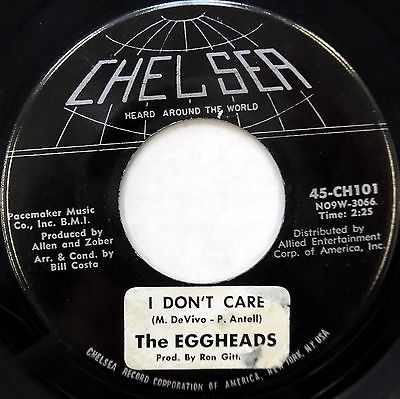 CHELSEA
HEARD AROUND THE WORLD
Pacemaker Music
Co., Inc. B.M.I.
Produced by
Allen and Zober
Arr. & Cond. by
Bill Costa
45-CH101
NO9W-3066
Time: 2:25
Distributed by
Allied Entertainment
Corp. of America, Inc.
I DON'T CARE
(M. DeVivo - P. Antell)
The EGGHEADS
Prod. By Ron
CHELSEA RECORD CORPORATION OF AMERICA, NEW YORK, NY USA